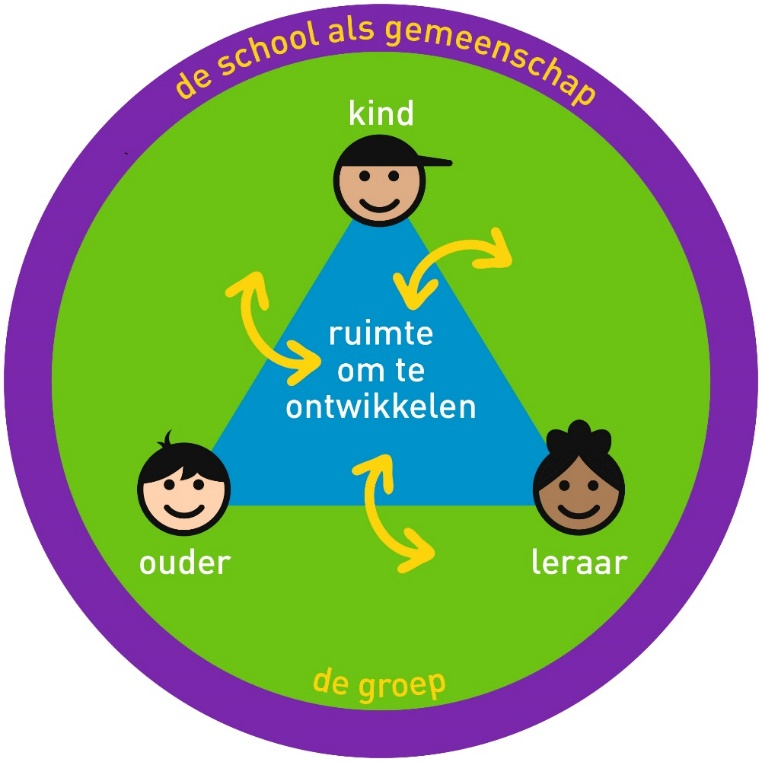 de school als gemeenschap
kind
ruimte
om te
ontwikkelen
ouder
leraar
de groep